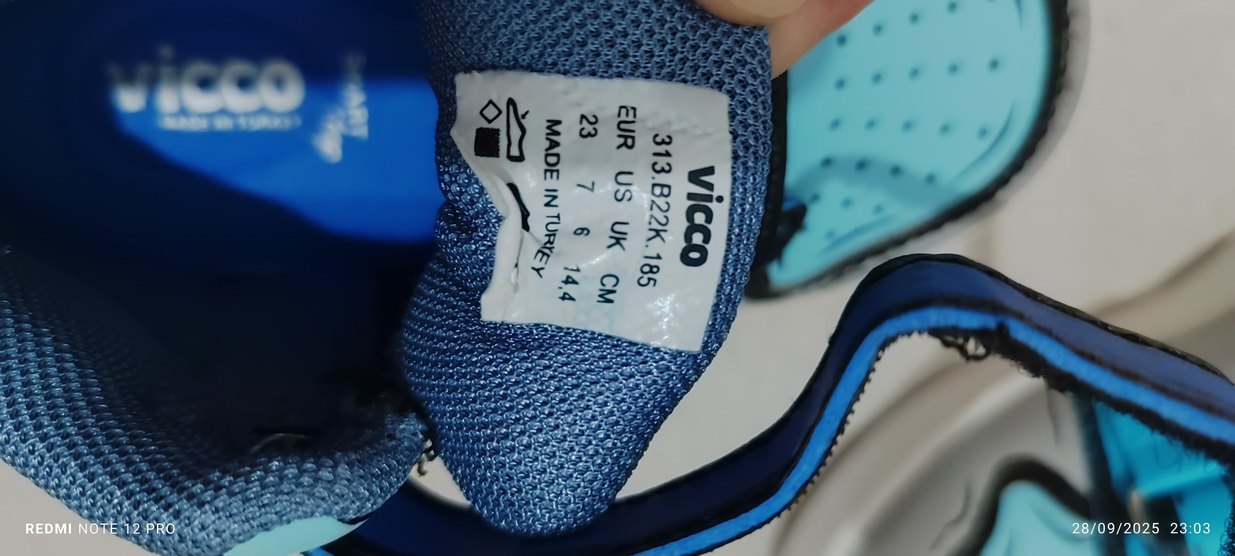 vicco
313.B22K.185
EUR US UK CM
23 7 6 14,4
MADE IN TURKEY
vicco
MADE IN TURKEY
REDMI NOTE 12 PRO
28/09/2025 23:03